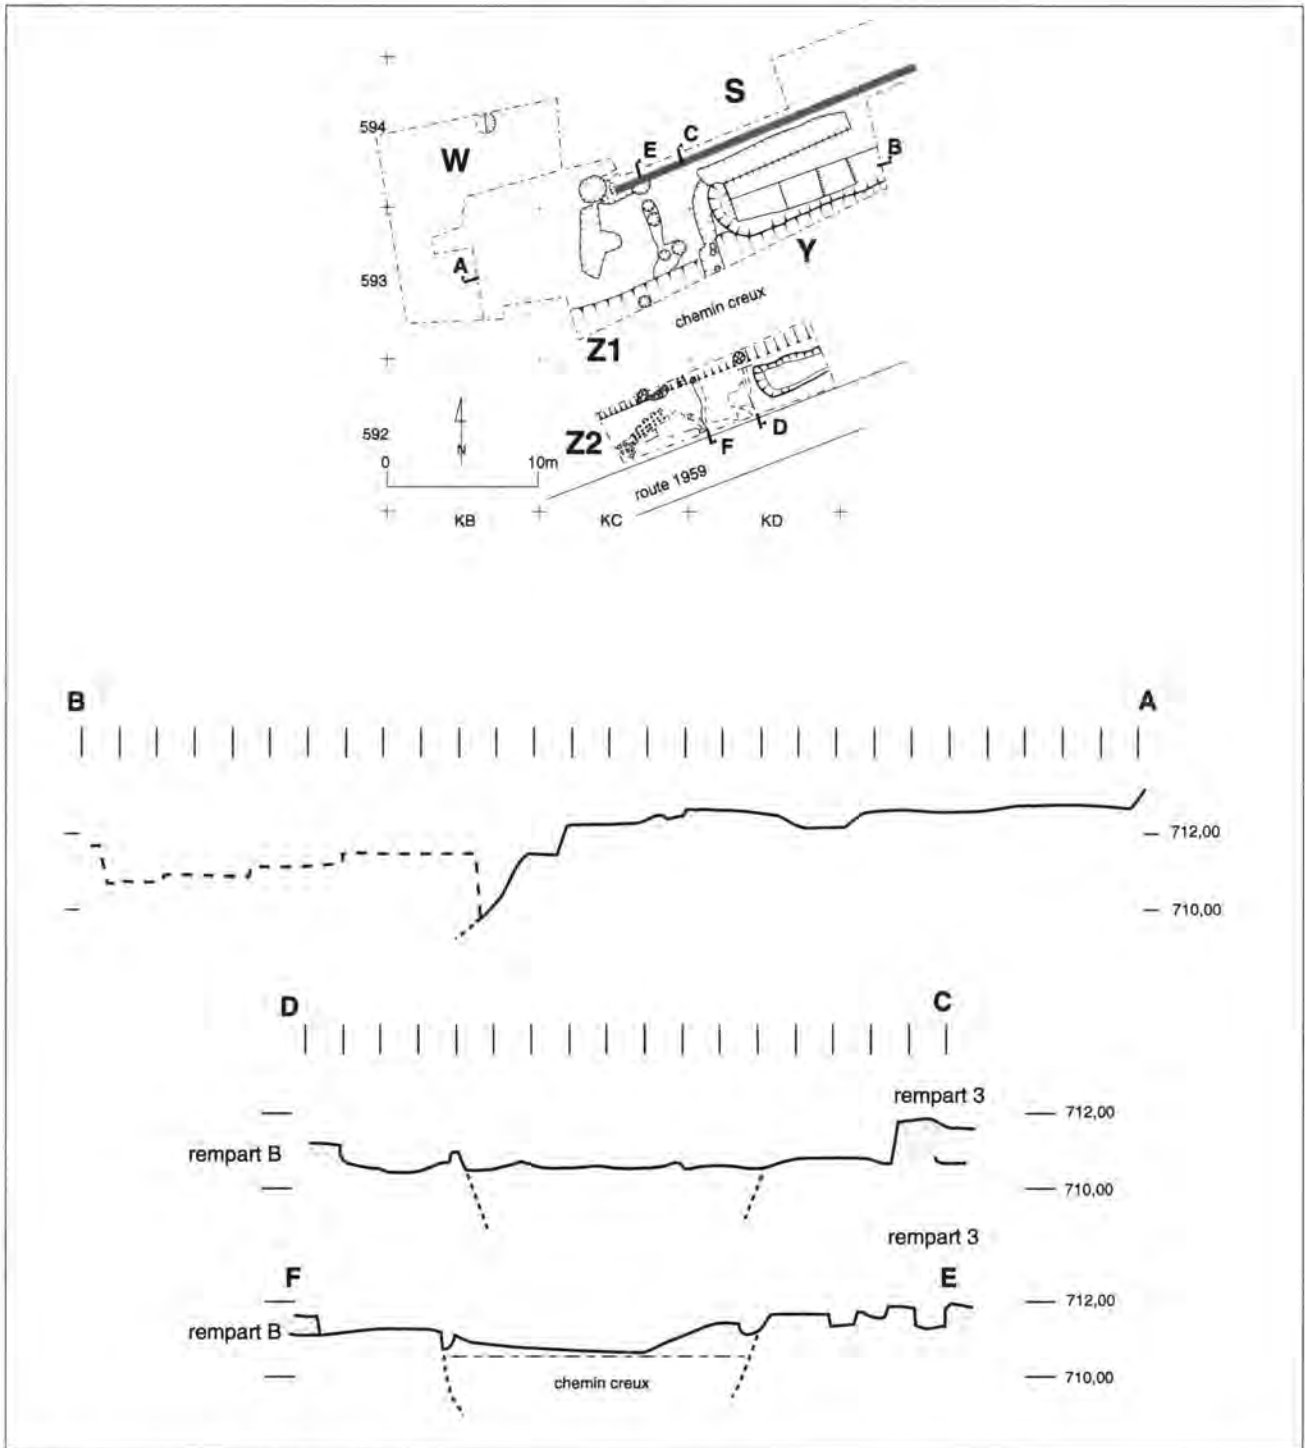 S
594
C
E
B
W
Y
A
593
chemin creux
Z1
592
Z2
D
F
N
0 10m
route 1959
KB KC KD
B A
712,00
710,00
D C
rempart 3
712,00
rempart B
710,00
rempart 3
F E
712,00
rempart B
710,00
chemin creux